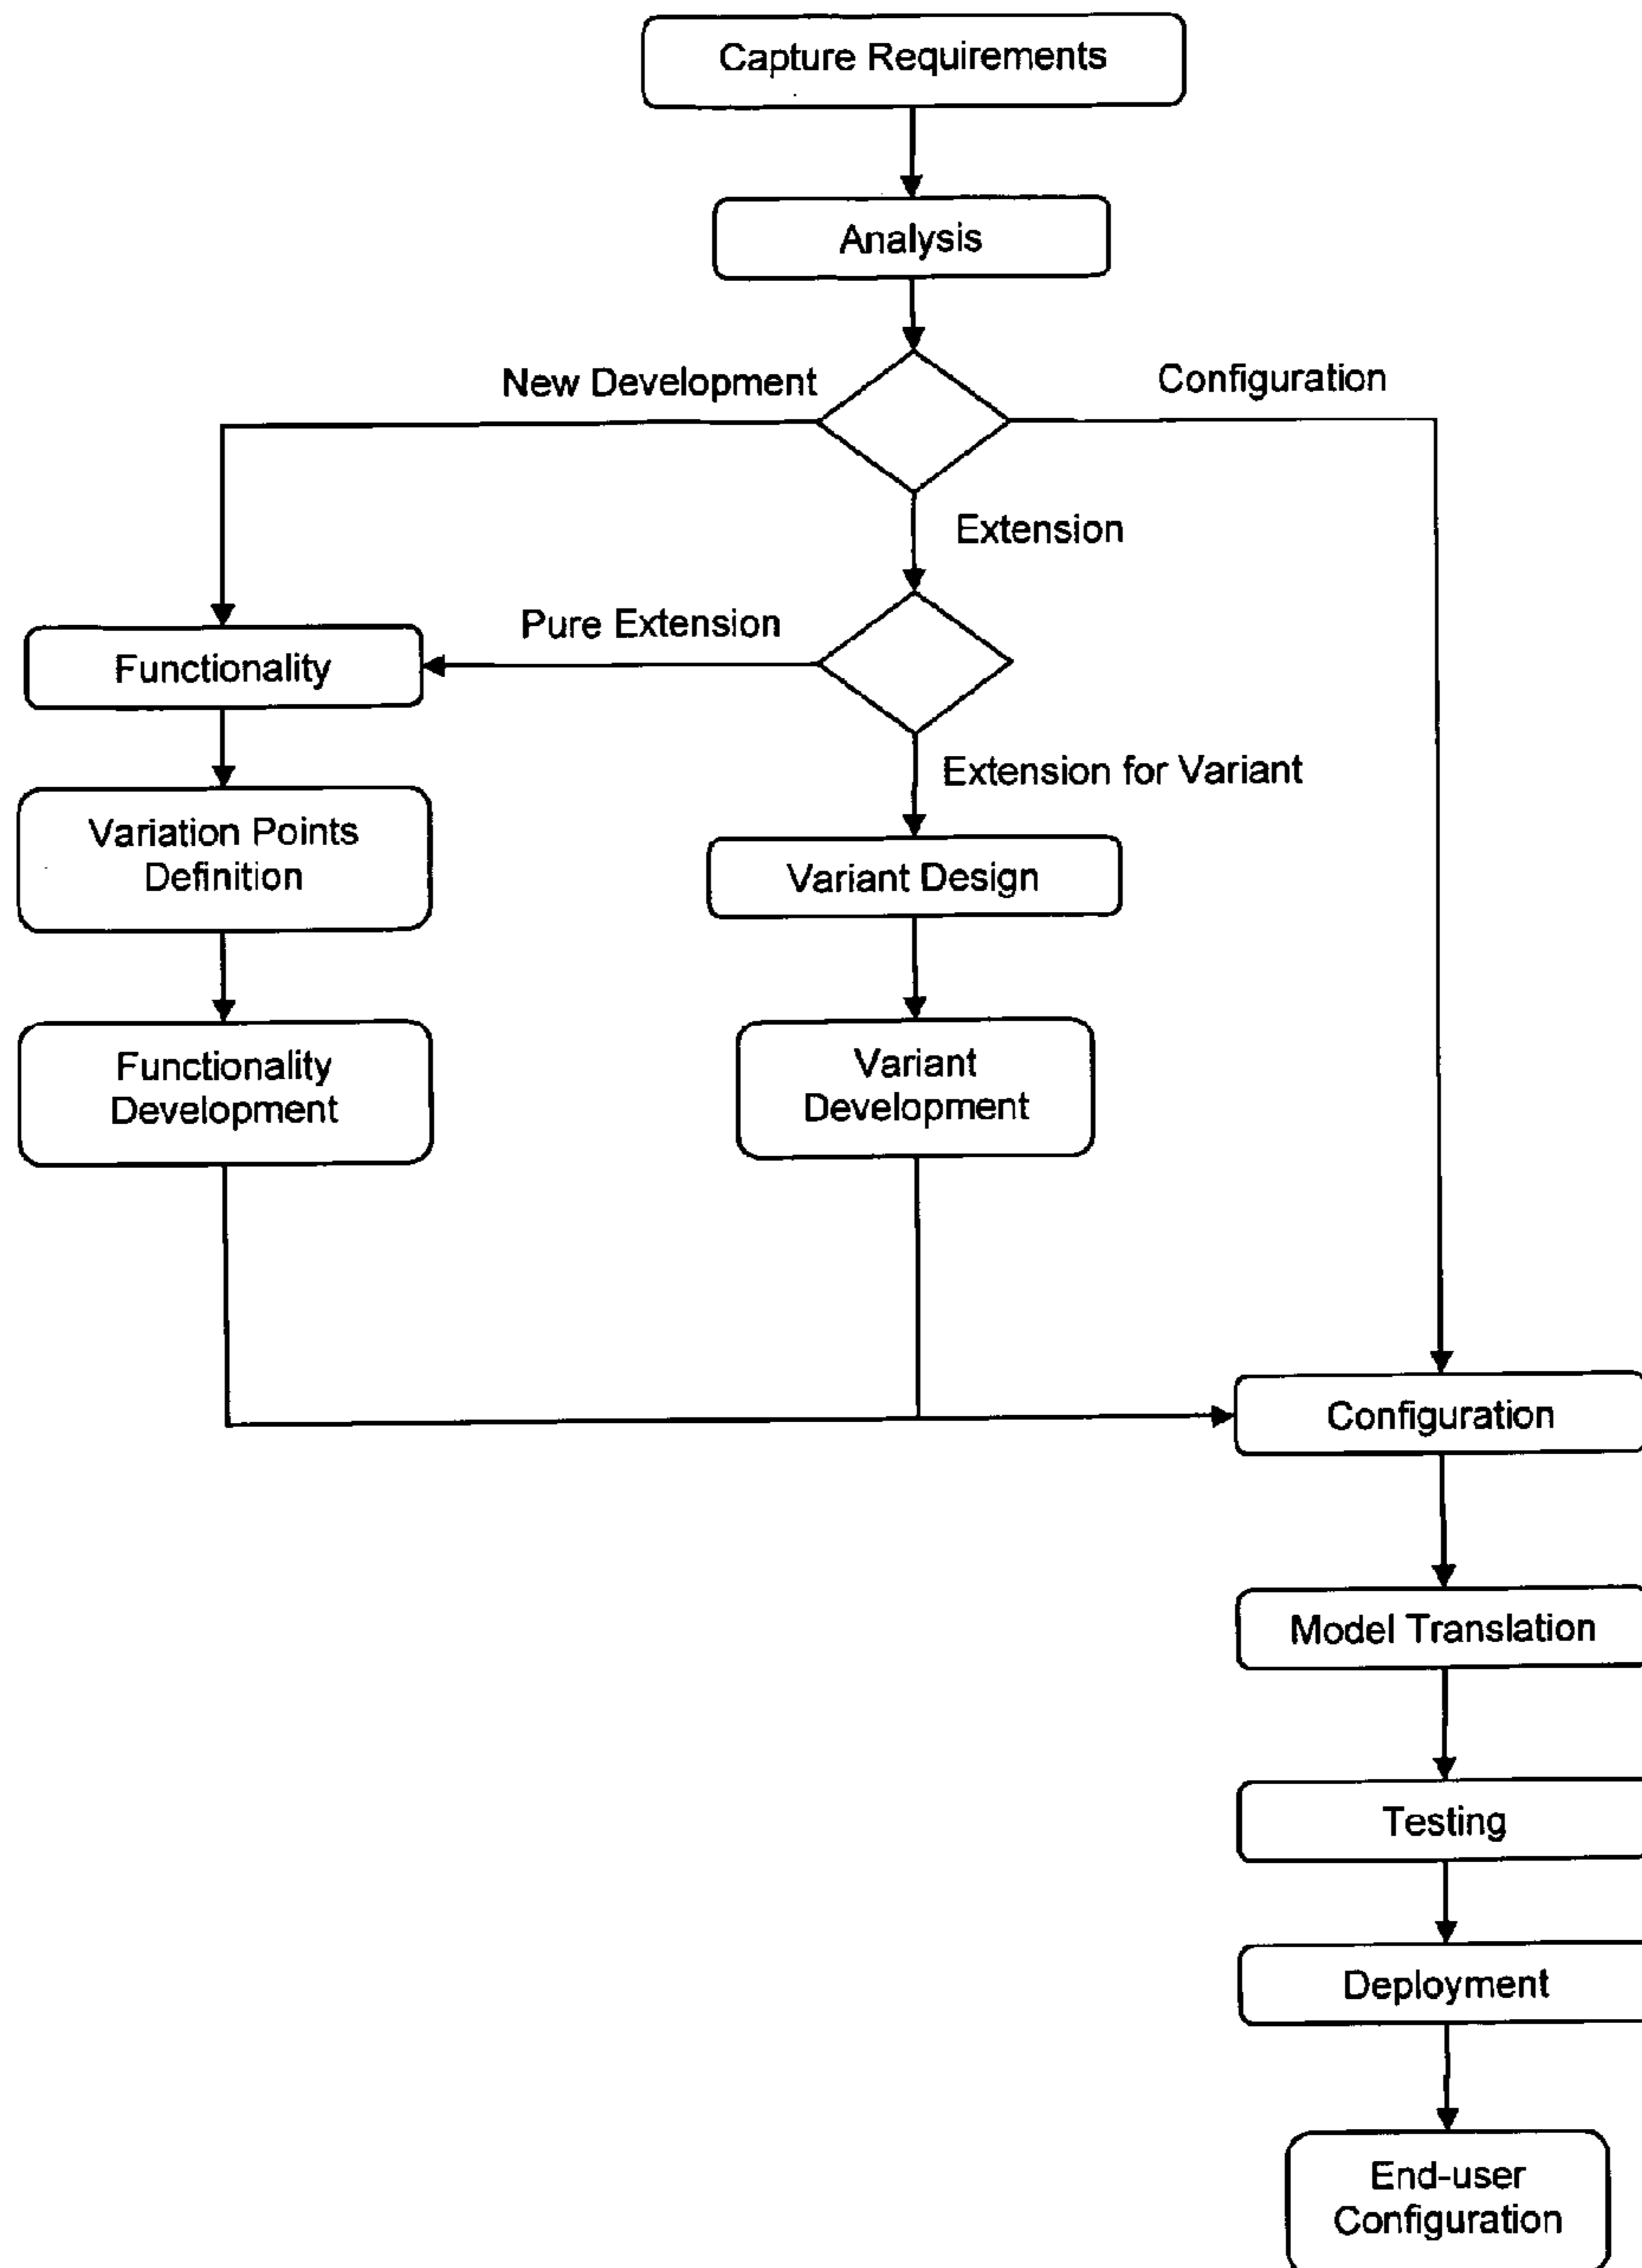 Capture Requirements
Analysis
New Development
Configuration
Extension
Pure Extension
Functionality
Extension for Variant
Variation Points
Definition
Variant Design
Functionality
Development
Variant
Development
Configuration
Model Translation
Testing
Deployment
End-user
Configuration